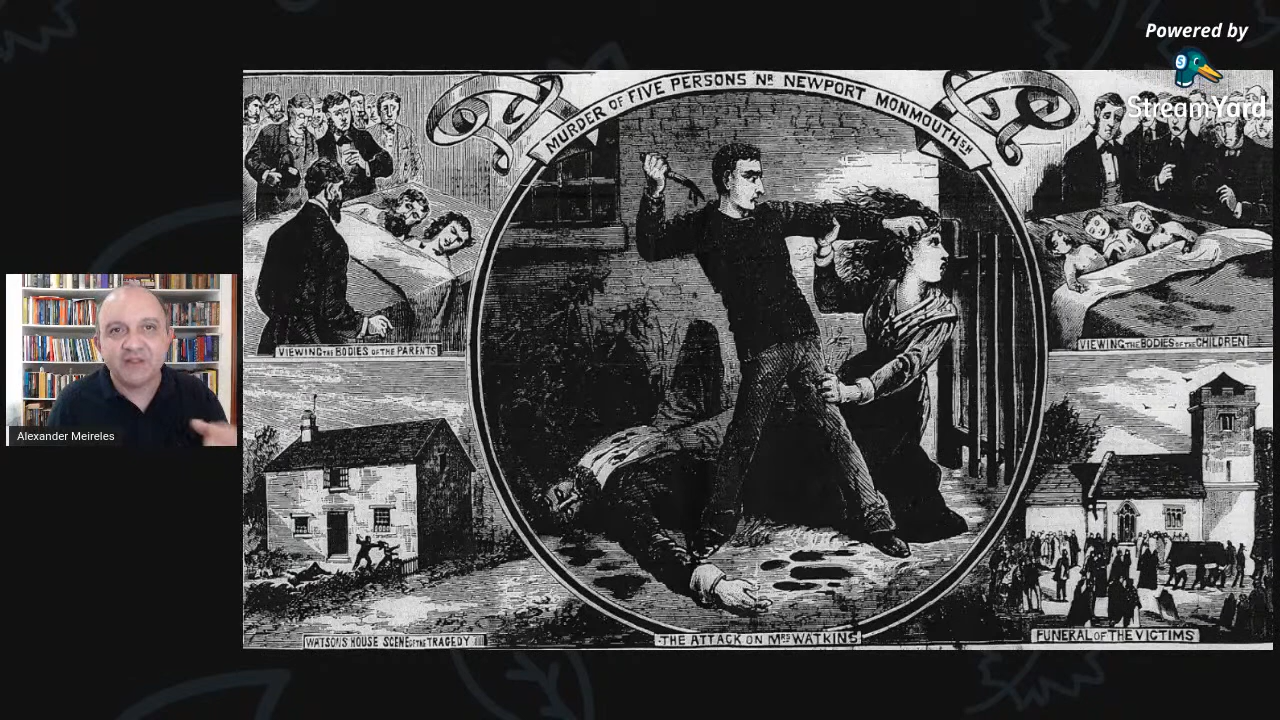 Powered by
StreamYard
MURDER OF FIVE PERSONS NR NEWPORT MONMOUTHSH
VIEWING THE BODIES OF THE PARENTS
VIEWING THE BODIES OF THE CHILDREN
Alexander Meireles
WATSONS HOUSE SCENE OF THE TRAGEDY
THE ATTACK ON MRS WATKINS
FUNERAL OF THE VICTIMS